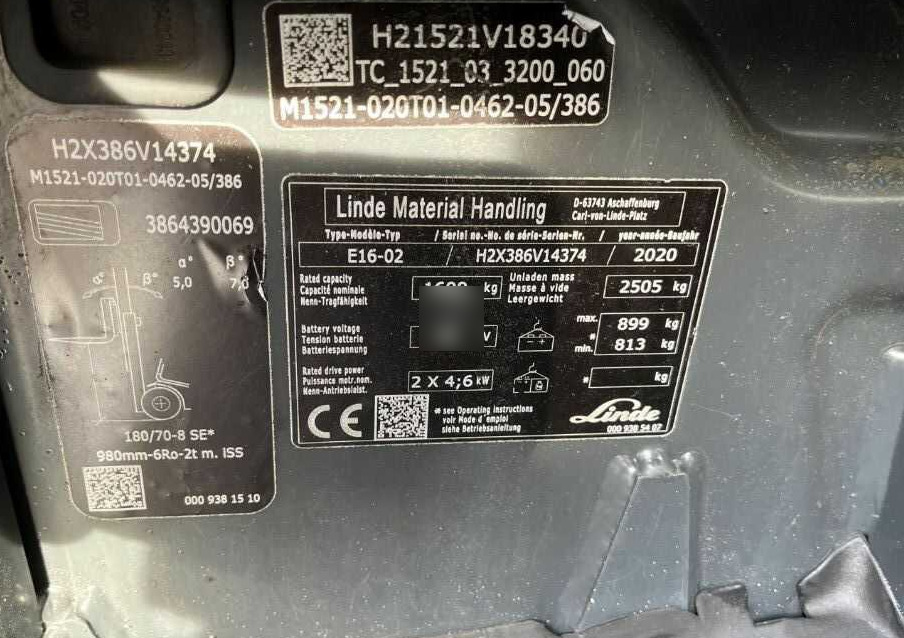 H21521V18340
TC_1521_03_3200_060
M1521-020T01-0462-05/386
H2X386V14374
M1521-020T01-0462-05/386
3864390069
α° β°
α° β° 5,0
180/70-8 SE*
980mm-6Ro-2t m. ISS
000 938 15 10
Linde Material Handling
D-63743 Aschaffenburg
Carl-von-Linde-Platz
Type-Modèle-Typ / Serial no.-No. de série-Serien-Nr. / year-année-Baujahr
E16-02 / H2X386V14374 / 2020
Rated capacity
Capacité nominale
Nenn-Tragfähigkeit
kg
Unladen mass
Masse à vide
Leergewicht
2505 kg
Battery voltage
Tension batterie
Batteriespannung
V
max. 899 kg
*
min. 813 kg
Rated drive power
Puissance motr.nom.
Nenn-Antriebsleist.
2 X 4;6 kW
* kg
CE
* see Operating instructions
voir Mode d'emploi
siehe Betriebsanleitung
Linde
000 938 54 07